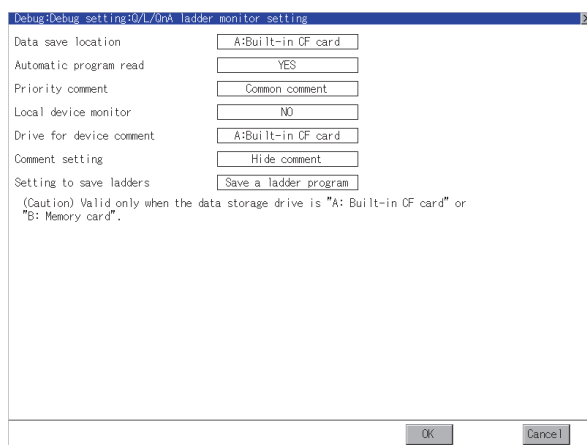 Debug:Debug setting:Q/L/QnA ladder monitor setting
Data save location A:Built-in CF card
Automatic program read YES
Priority comment Common comment
Local device monitor NO
Drive for device comment A:Built-in CF card
Comment setting Hide comment
Setting to save ladders Save a ladder program
(Caution) Valid only when the data storage drive is "A: Built-in CF card" or
"B: Memory card".
OK Cancel